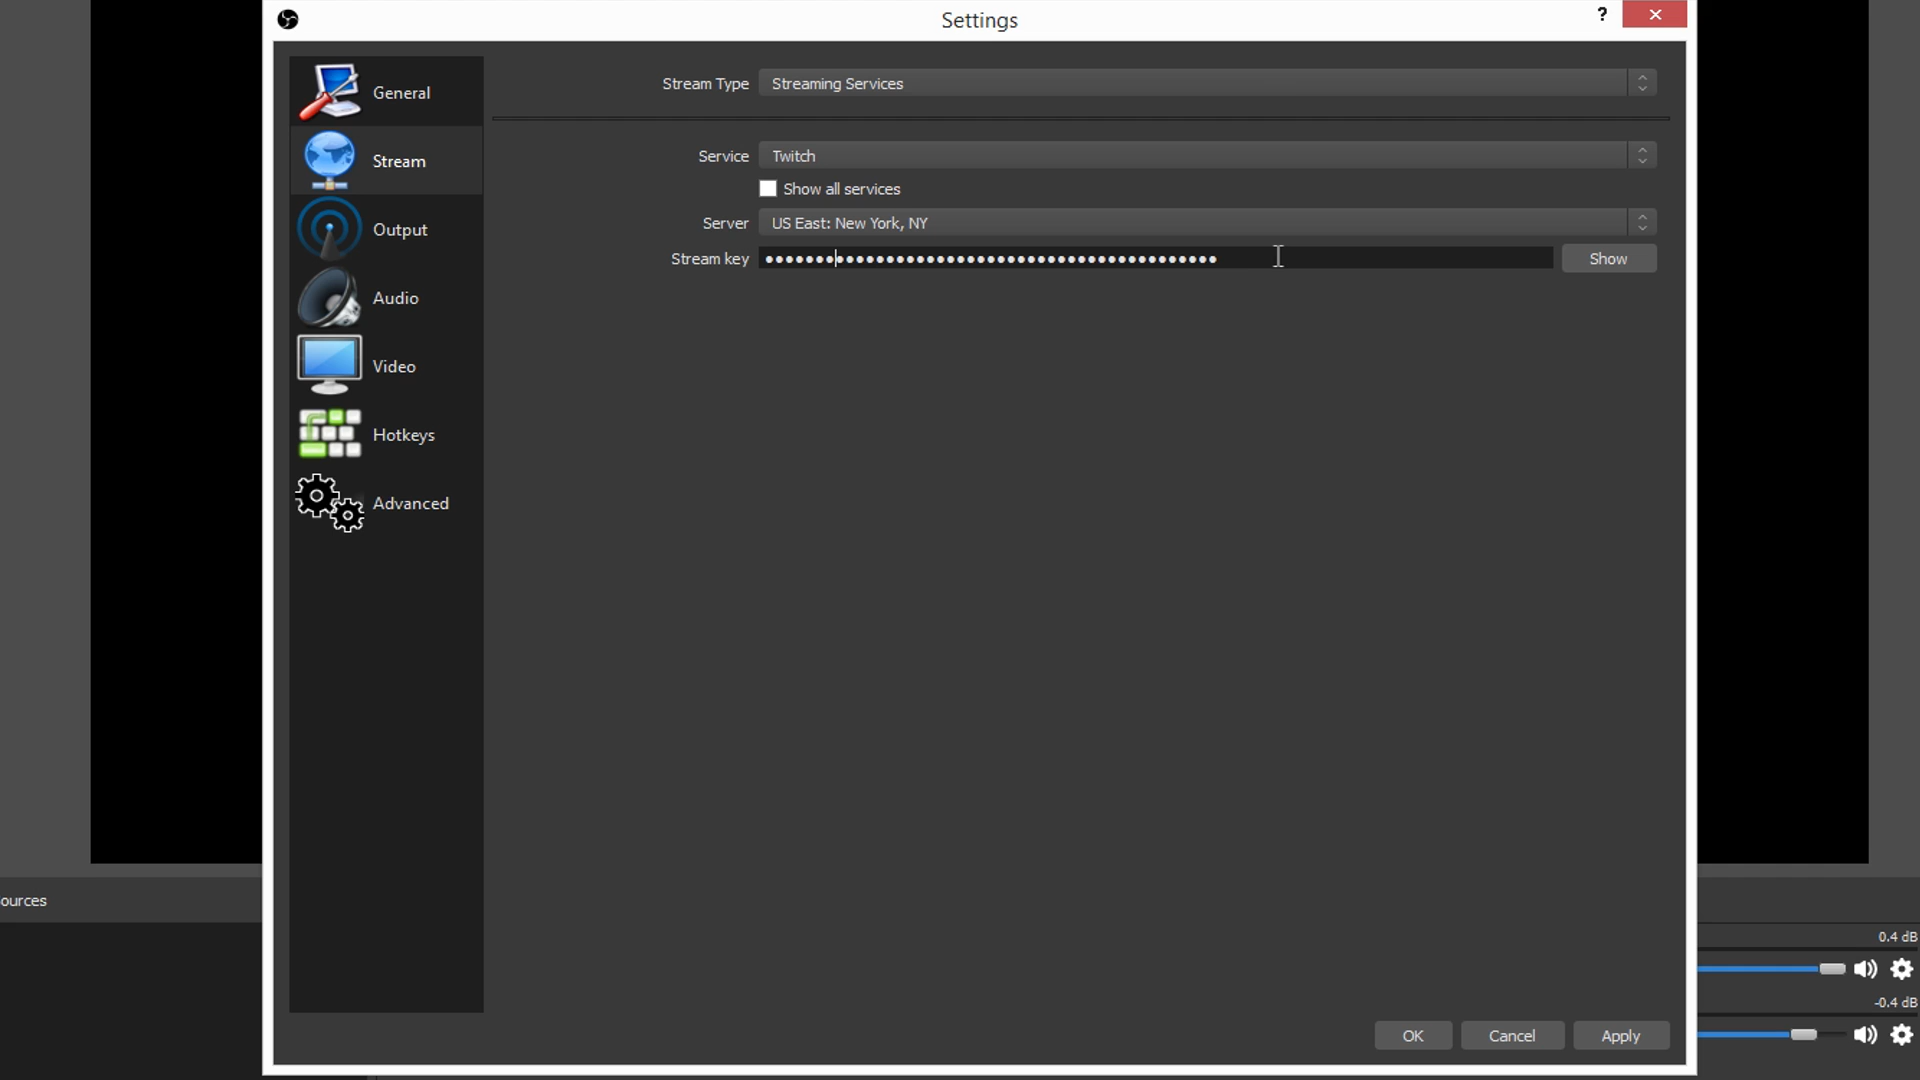 Settings
?
General
Stream
Output
Audio
Video
Hotkeys
Advanced
Stream Type Streaming Services
Service Twitch
Show all services
Server US East: New York, NY
Stream key ●●●●●●●●●●●●●●●●●●●●●●●●●●●●●●●●●●●●●●●●●●●●● Show
ources
0.4 dB
-0.4 dB
OK Cancel Apply